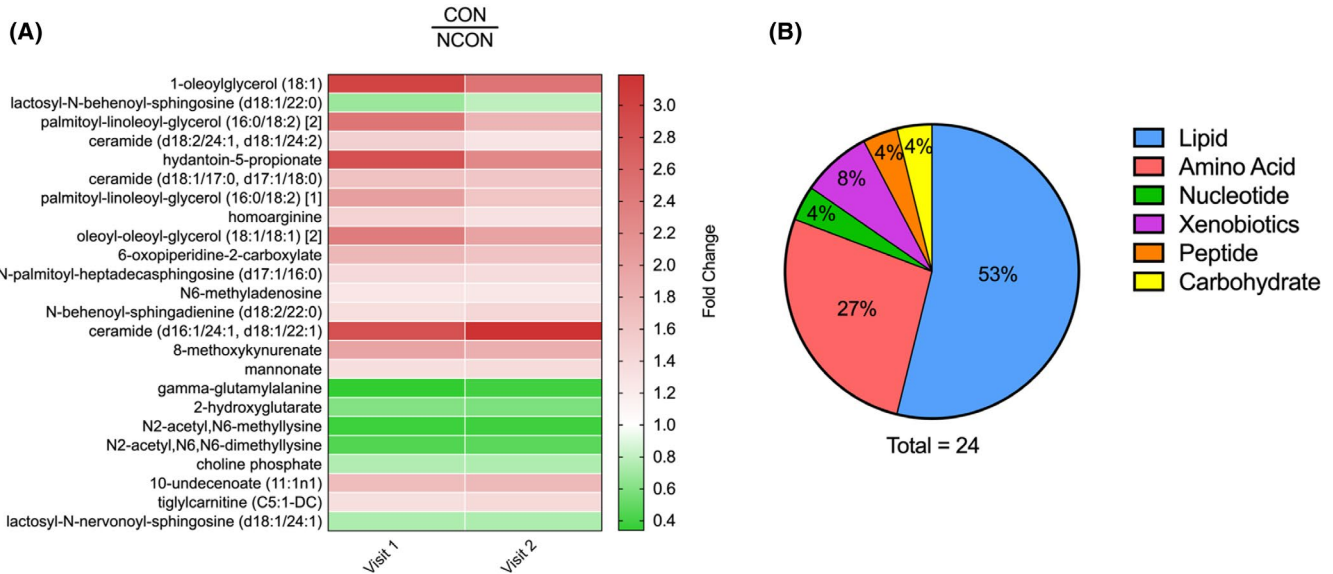 (A)
CON
NCON
1-oleoylglycerol (18:1)
lactosyl-N-behenoyl-sphingosine (d18:1/22:0)
palmitoyl-linoleoyl-glycerol (16:0/18:2) [2]
ceramide (d18:2/24:1, d18:1/24:2)
hydantoin-5-propionate
ceramide (d18:1/17:0, d17:1/18:0)
palmitoyl-linoleoyl-glycerol (16:0/18:2) [1]
homoarginine
oleoyl-oleoyl-glycerol (18:1/18:1) [2]
6-oxopiperidine-2-carboxylate
N-palmitoyl-heptadecasphingosine (d17:1/16:0)
N6-methyladenosine
N-behenoyl-sphingadienine (d18:2/22:0)
ceramide (d16:1/24:1, d18:1/22:1)
8-methoxykynurenate
mannonate
gamma-glutamylalanine
2-hydroxyglutarate
N2-acetyl,N6-methyllysine
N2-acetyl,N6,N6-dimethyllysine
choline phosphate
10-undecenoate (11:1n1)
tiglylcarnitine (C5:1-DC)
lactosyl-N-nervonoyl-sphingosine (d18:1/24:1)
Visit 1
Visit 2
3.0
2.8
2.6
2.4
2.2
2.0
1.8
1.6
1.4
1.2
1.0
0.8
0.6
0.4
Fold Change
(B)
53%
27%
4%
8%
4%
4%
Total = 24
Lipid
Amino Acid
Nucleotide
Xenobiotics
Peptide
Carbohydrate